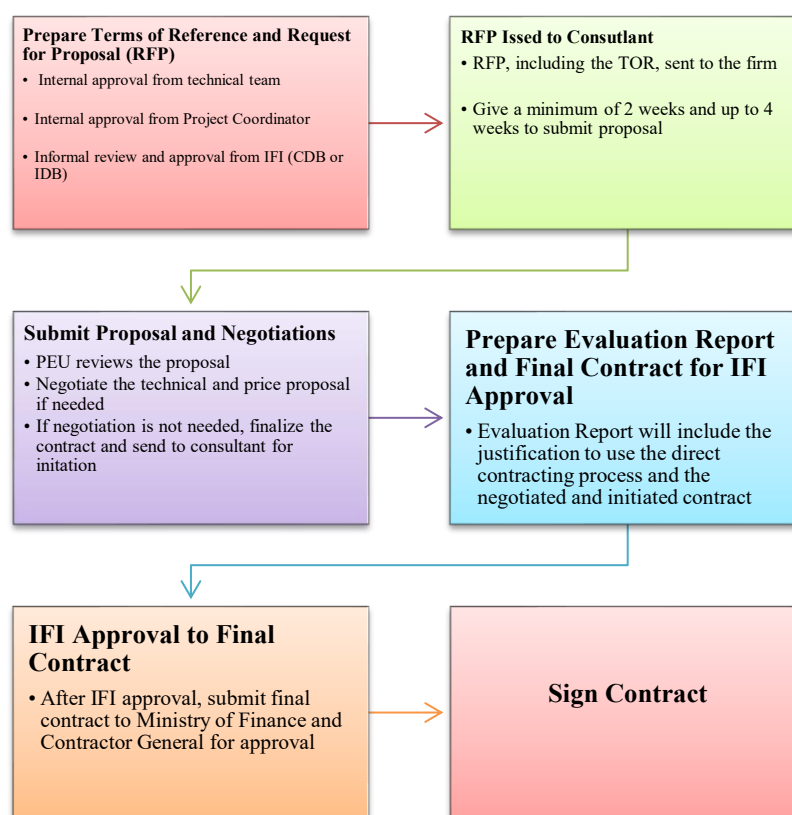 Prepare Terms of Reference and Request
for Proposal (RFP)
• Internal approval from technical team
• Internal approval from Project Coordinator
• Informal review and approval from IFI (CDB or
IDB)
RFP Issed to Consutlant
• RFP, including the TOR, sent to the firm
• Give a minimum of 2 weeks and up to 4
weeks to submit proposal
Submit Proposal and Negotiations
• PEU reviews the proposal
• Negotiate the technical and price proposal
if needed
• If negotiation is not needed, finalize the
contract and send to consultant for
initation
Prepare Evaluation Report
and Final Contract for IFI
Approval
• Evaluation Report will include the
justification to use the direct
contracting process and the
negotiated and initiated contract
IFI Approval to Final
Contract
• After IFI approval, submit final
contract to Ministry of Finance and
Contractor General for approval
Sign Contract